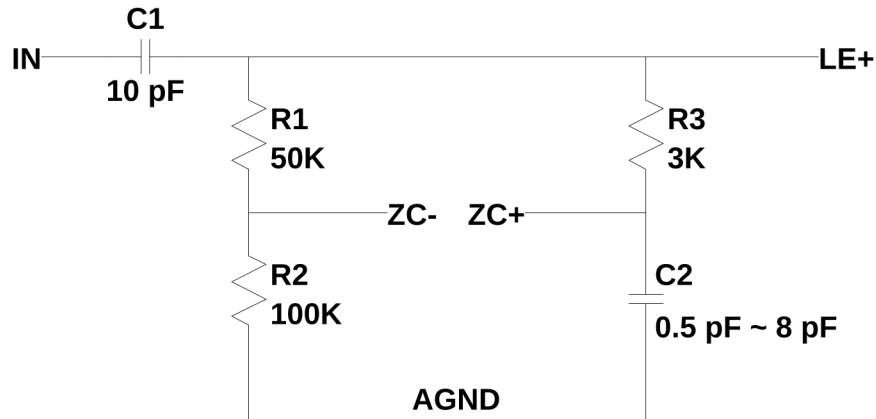 C1
IN
LE+
10 pF
R1
50K
R3
3K
ZC-
ZC+
R2
100K
C2
0.5 pF ~ 8 pF
AGND